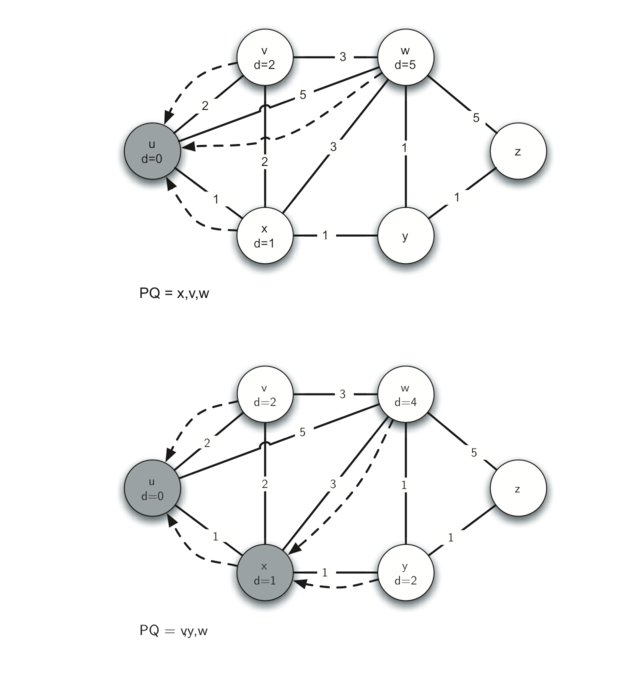 v
d=2
3
w
d=5
2
5
5
u
d=0
2
3
1
z
1
1
x
d=1
1
y
PQ = x,v,w
v
d=2
3
w
d=4
2
5
5
u
d=0
2
3
1
z
1
1
x
d=1
1
y
d=2
PQ = v,y,w